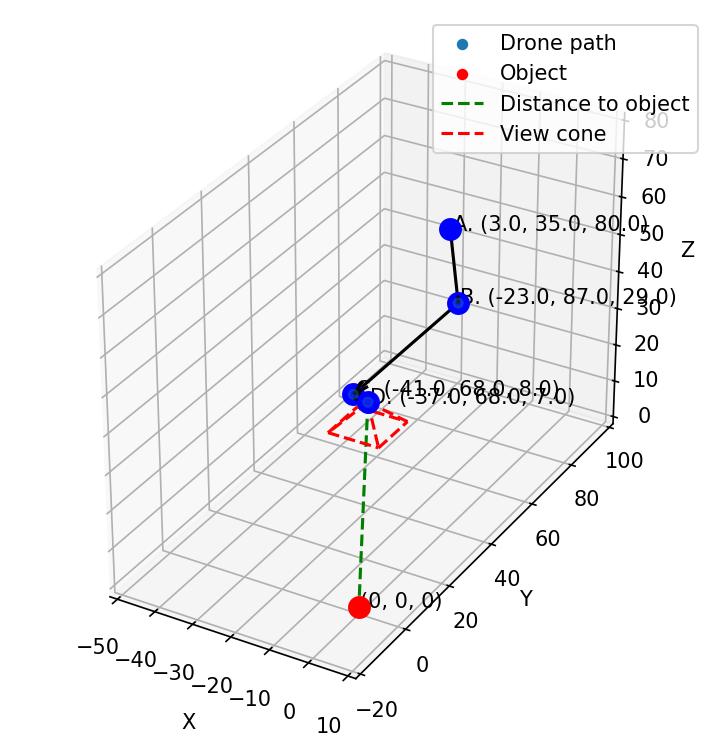 Drone path
Object
Distance to object
View cone
A. (3.0, 35.0, 80.0)
B. (-23.0, 87.0, 29.0)
(-41.0, 68.0, 8.0)
D. (-37.0, 68.0, 7.0)
(0, 0, 0)
80
70
60
50
40
30
20
10
0
Z
100
80
60
40
20
0
−20
Y
−50
−40
−30
−20
−10
0
10
X